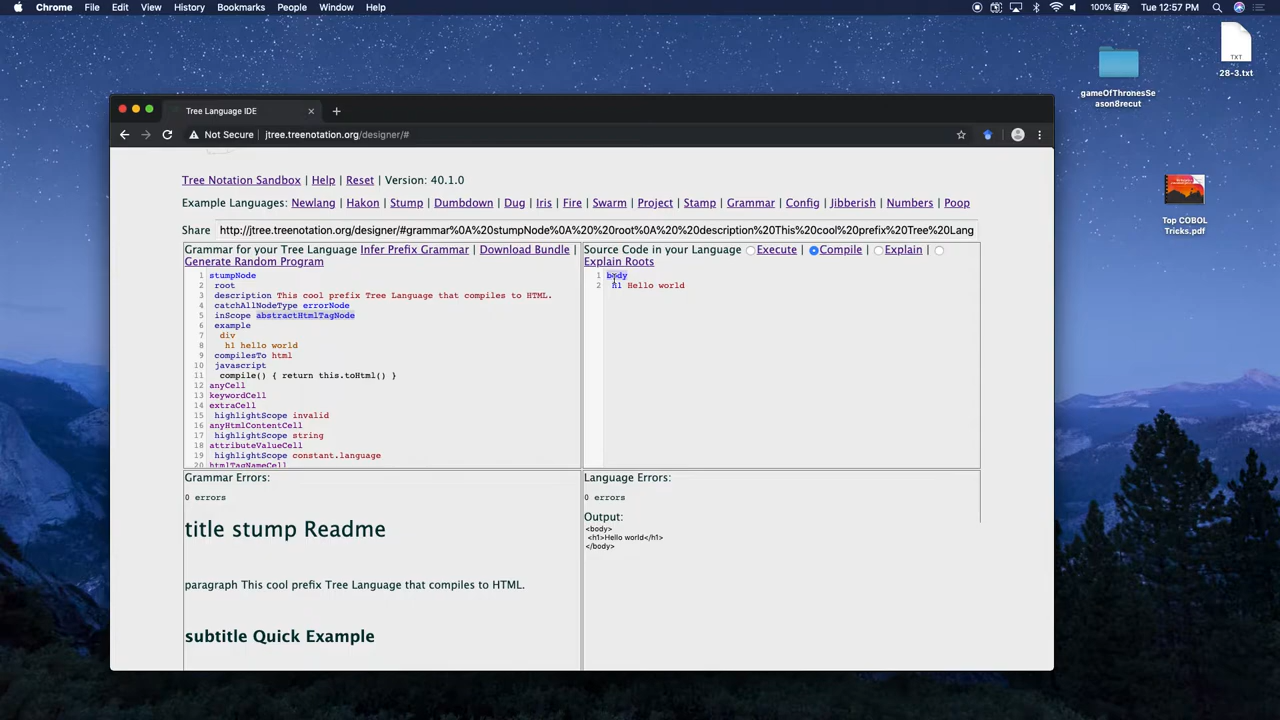 Chrome File Edit View History Bookmarks People Window Help 100% Tue 12:57 PM
TXT
28-3.txt
gameOfThronesSea
ason8recut
Top COBOL
Tricks.pdf
Tree Language IDE
Not Secure | jtree.treenotation.org/designer/#
Tree Notation Sandbox | Help | Reset | Version: 40.1.0
Example Languages: Newlang | Hakon | Stump | Dumbdown | Dug | Iris | Fire | Swarm | Project | Stamp | Grammar | Config | Jibberish | Numbers | Poop
Share http://jtree.treenotation.org/designer/#grammar%0A%20stumpNode%0A%20%20root%0A%20%20description%20This%20cool%20prefix%20Tree%20Lang
Grammar for your Tree Language Infer Prefix Grammar | Download Bundle |
Generate Random Program
1 stumpNode
2 root
3 description This cool prefix Tree Language that compiles to HTML.
4 catchAllNodeType errorNode
5 inScope abstractHtmlTagNode
6 example
7 div
8 h1 hello world
9 compilesTo html
10 javascript
11 compile() { return this.toHtml() }
12 anyCell
13 keywordCell
14 extraCell
15 highlightScope invalid
16 anyHtmlContentCell
17 highlightScope string
18 attributeValueCell
19 highlightScope constant.language
20 htmlTagNameCell
Source Code in your Language Execute | Compile | Explain |
Explain Roots
1 body
2 h1 Hello world
Grammar Errors:
0 errors
title stump Readme
paragraph This cool prefix Tree Language that compiles to HTML.
subtitle Quick Example
Language Errors:
0 errors
Output:
<body>
<h1>Hello world</h1>
</body>